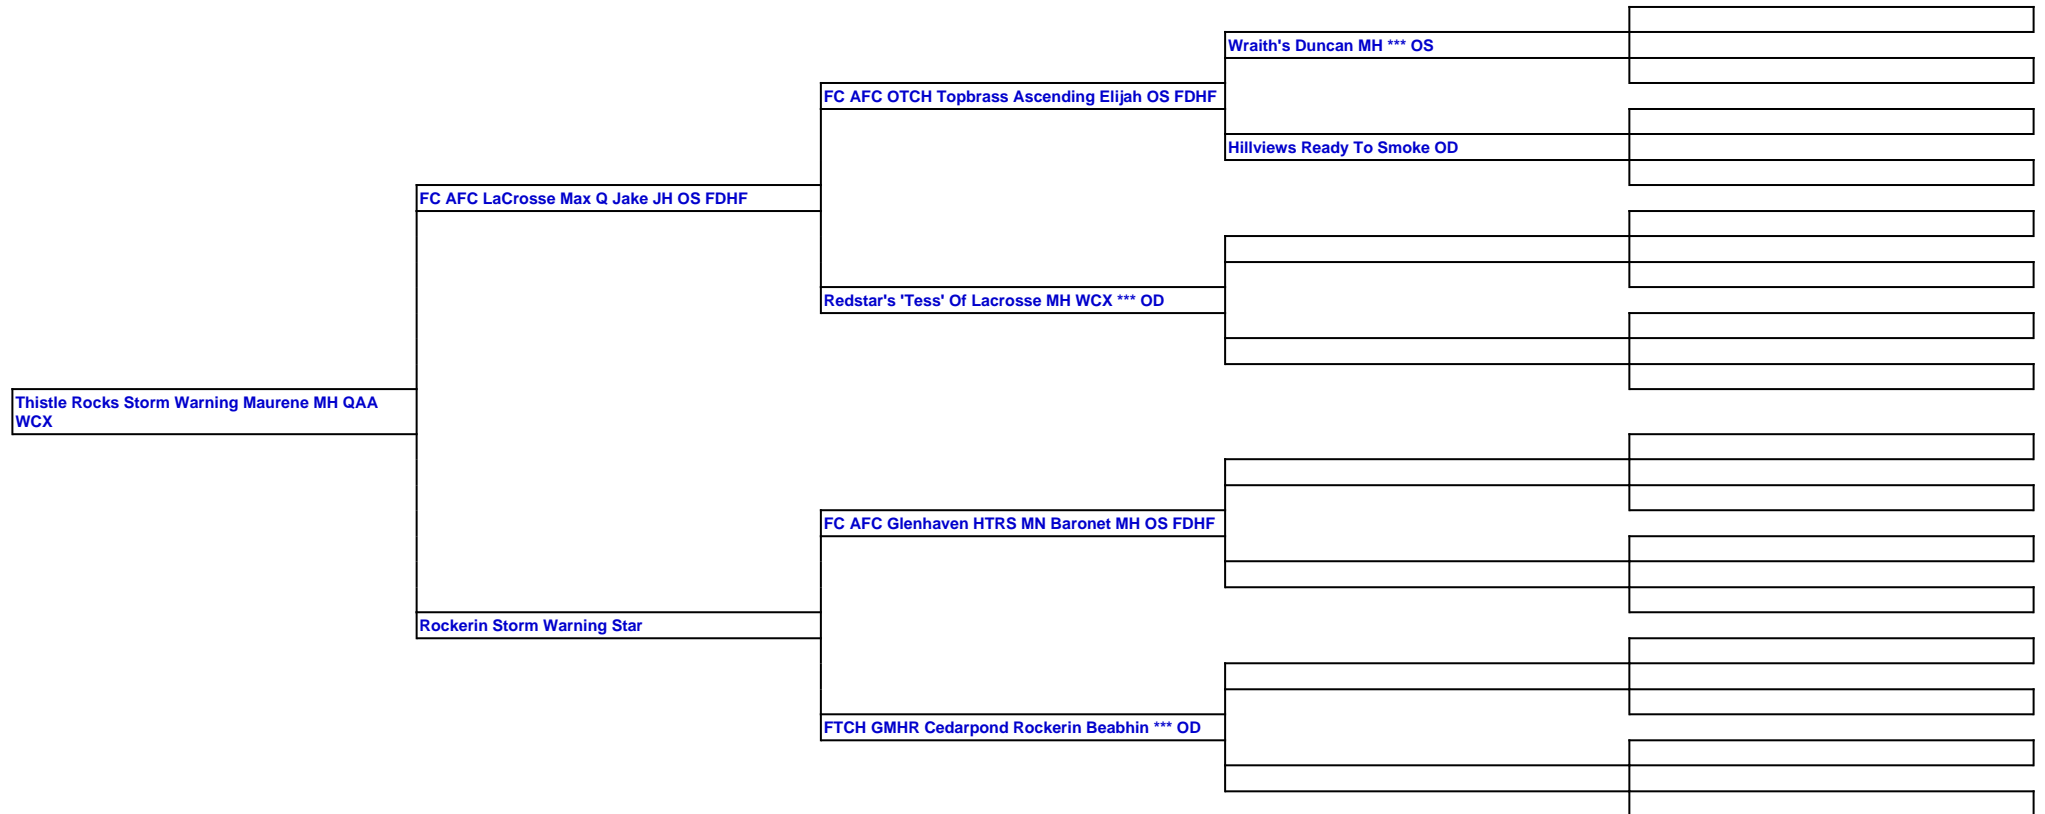 Wraith's Duncan MH *** OS
FC AFC OTCH Topbrass Ascending Elijah OS FDHF
Hillviews Ready To Smoke OD
FC AFC LaCrosse Max Q Jake JH OS FDHF
Redstar's 'Tess' Of Lacrosse MH WCX *** OD
Thistle Rocks Storm Warning Maurene MH QAA
WCX
FC AFC Glenhaven HTRS MN Baronet MH OS FDHF
Rockerin Storm Warning Star
FTCH GMHR Cedarpond Rockerin Beabhin *** OD